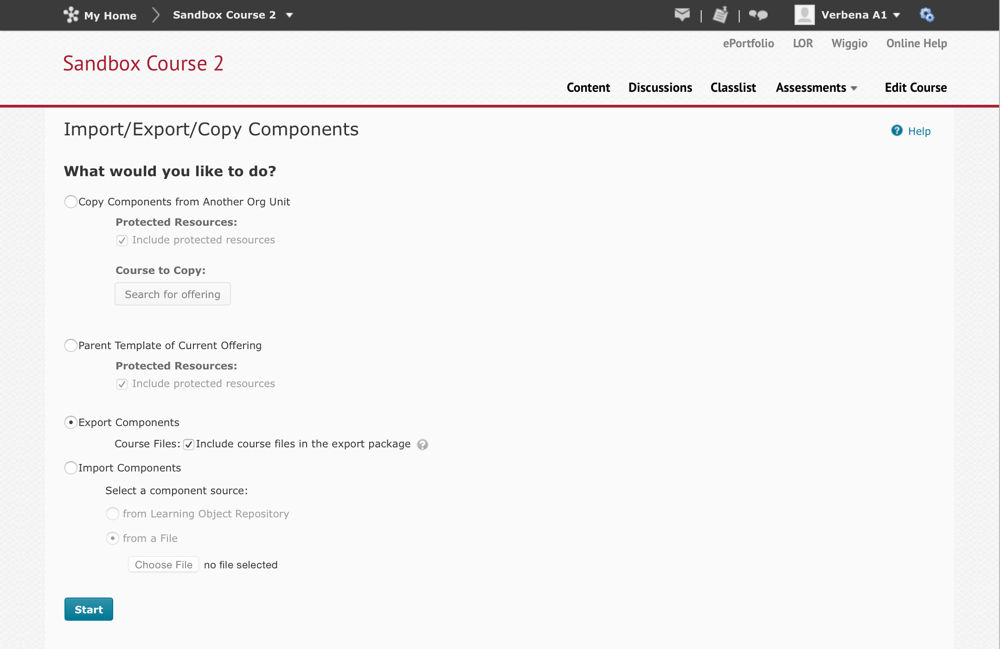 My Home
Sandbox Course 2
|
|
Verbena A1
ePortfolio LOR Wiggio Online Help
Sandbox Course 2
Content Discussions Classlist Assessments Edit Course
Import/Export/Copy Components
? Help
What would you like to do?
Copy Components from Another Org Unit
Protected Resources:
Include protected resources
Course to Copy:
Search for offering
Parent Template of Current Offering
Protected Resources:
Include protected resources
Export Components
Course Files: Include course files in the export package ?
Import Components
Select a component source:
from Learning Object Repository
from a File
Choose File no file selected
Start